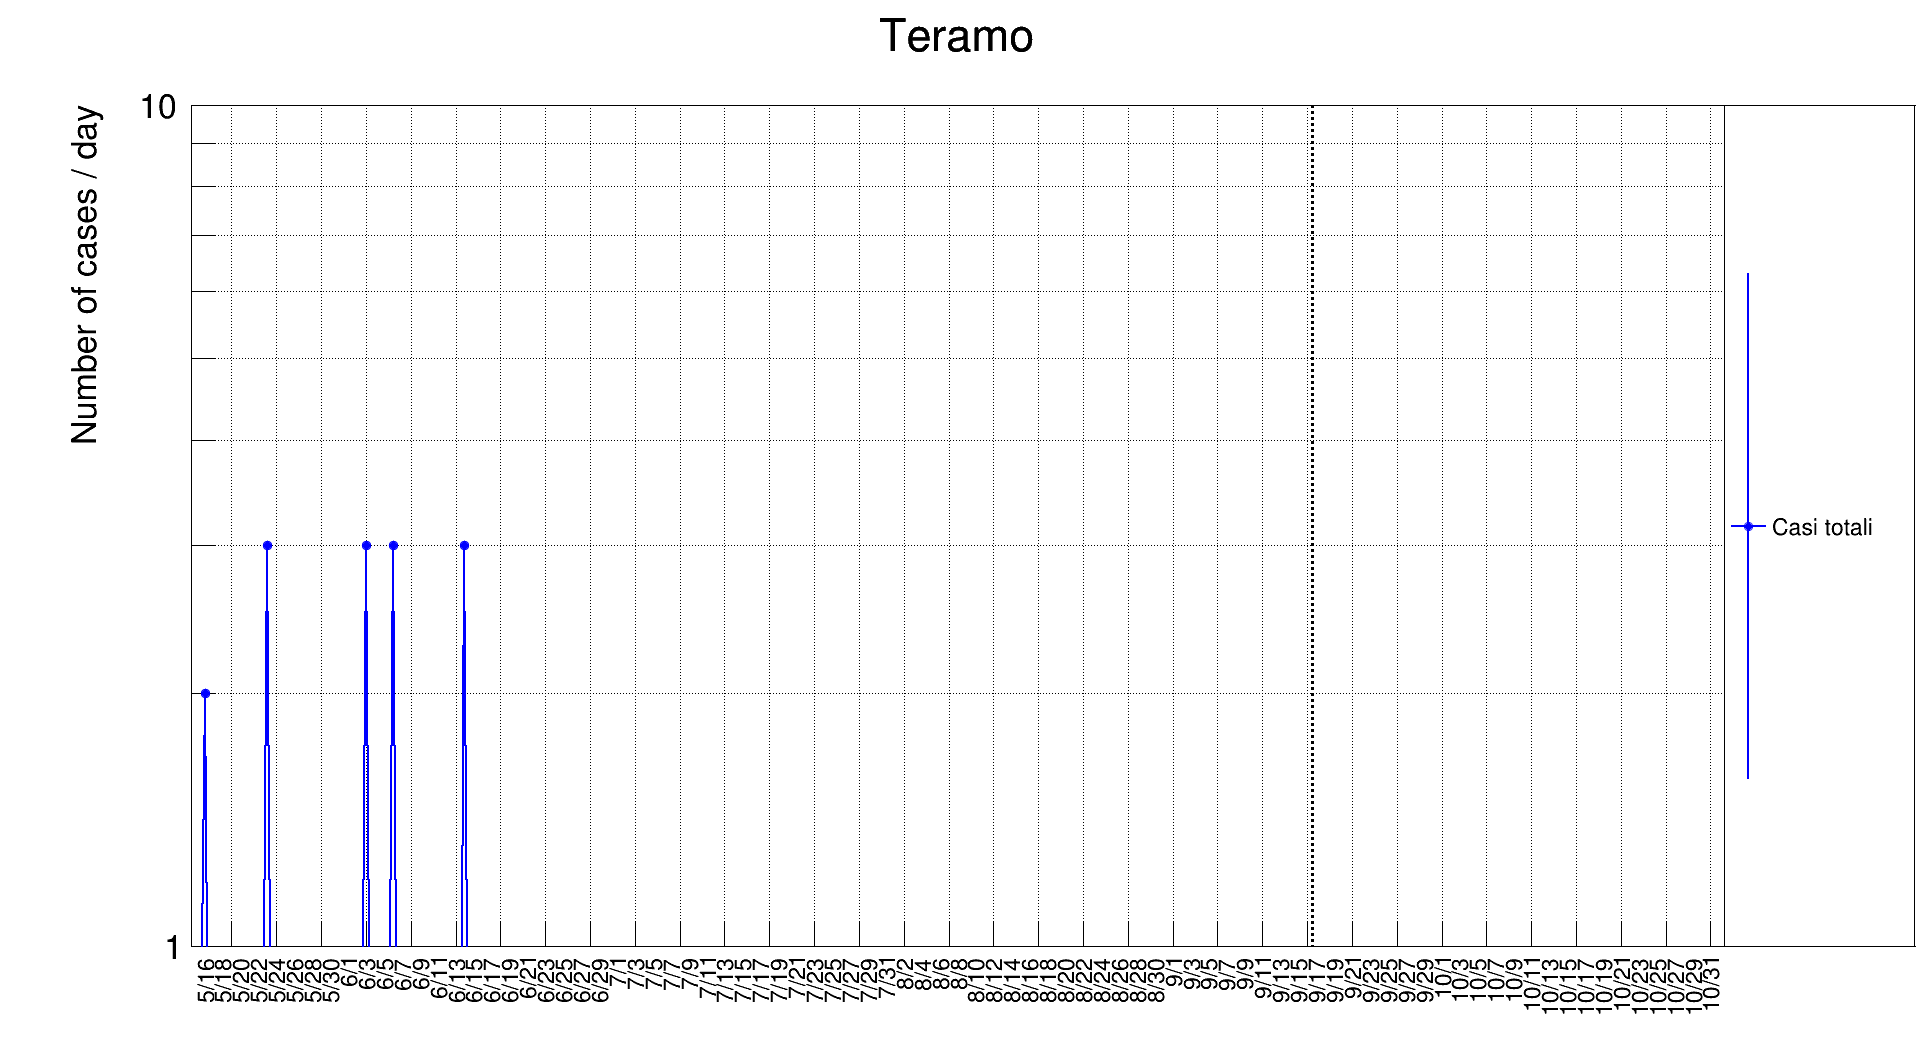 Teramo
Number of cases / day
10
1
5/16 5/18 5/20 5/22 5/24 5/26 5/28 5/30 6/1 6/3 6/5 6/7 6/9 6/11 6/13 6/15 6/17 6/19 6/21 6/23 6/25 6/27 6/29 7/1 7/3 7/5 7/7 7/9 7/11 7/13 7/15 7/17 7/19 7/21 7/23 7/25 7/27 7/29 7/31 8/2 8/4 8/6 8/8 8/10 8/12 8/14 8/16 8/18 8/20 8/22 8/24 8/26 8/28 8/30 9/1 9/3 9/5 9/7 9/9 9/11 9/13 9/15 9/17 9/19 9/21 9/23 9/25 9/27 9/29 10/1 10/3 10/5 10/7 10/9 10/11 10/13 10/15 10/17 10/19 10/21 10/23 10/25 10/27 10/29 10/31
Casi totali